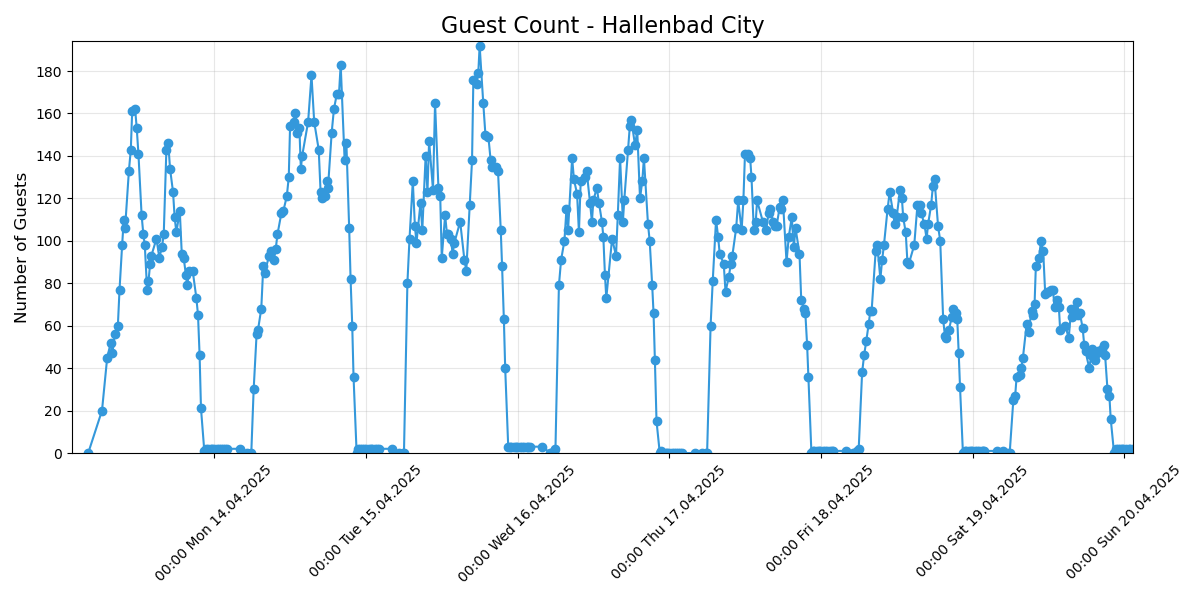 Guest Count - Hallenbad City
Number of Guests
180
160
140
120
100
80
60
40
20
0
00:00 Mon 14.04.2025
00:00 Tue 15.04.2025
00:00 Wed 16.04.2025
00:00 Thu 17.04.2025
00:00 Fri 18.04.2025
00:00 Sat 19.04.2025
00:00 Sun 20.04.2025